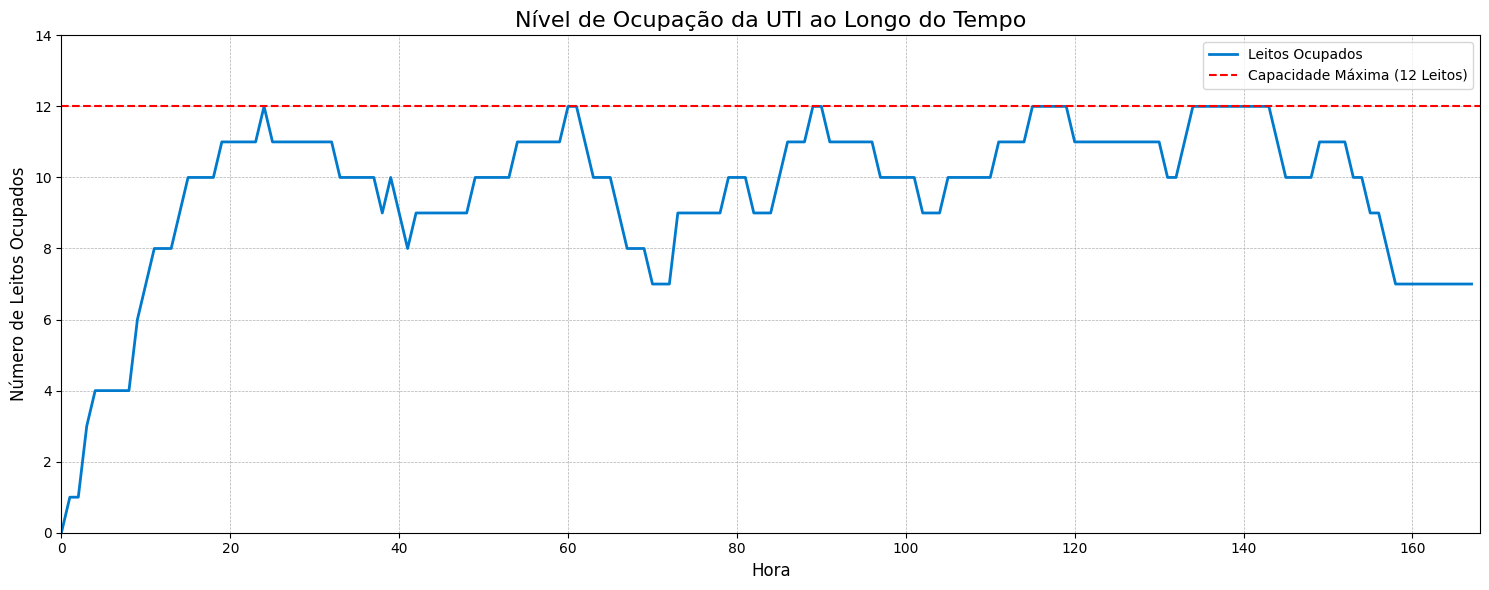 Nível de Ocupação da UTI ao Longo do Tempo
Leitos Ocupados
Capacidade Máxima (12 Leitos)
Número de Leitos Ocupados
14
12
10
8
6
4
2
0
0 20 40 60 80 100 120 140 160
Hora